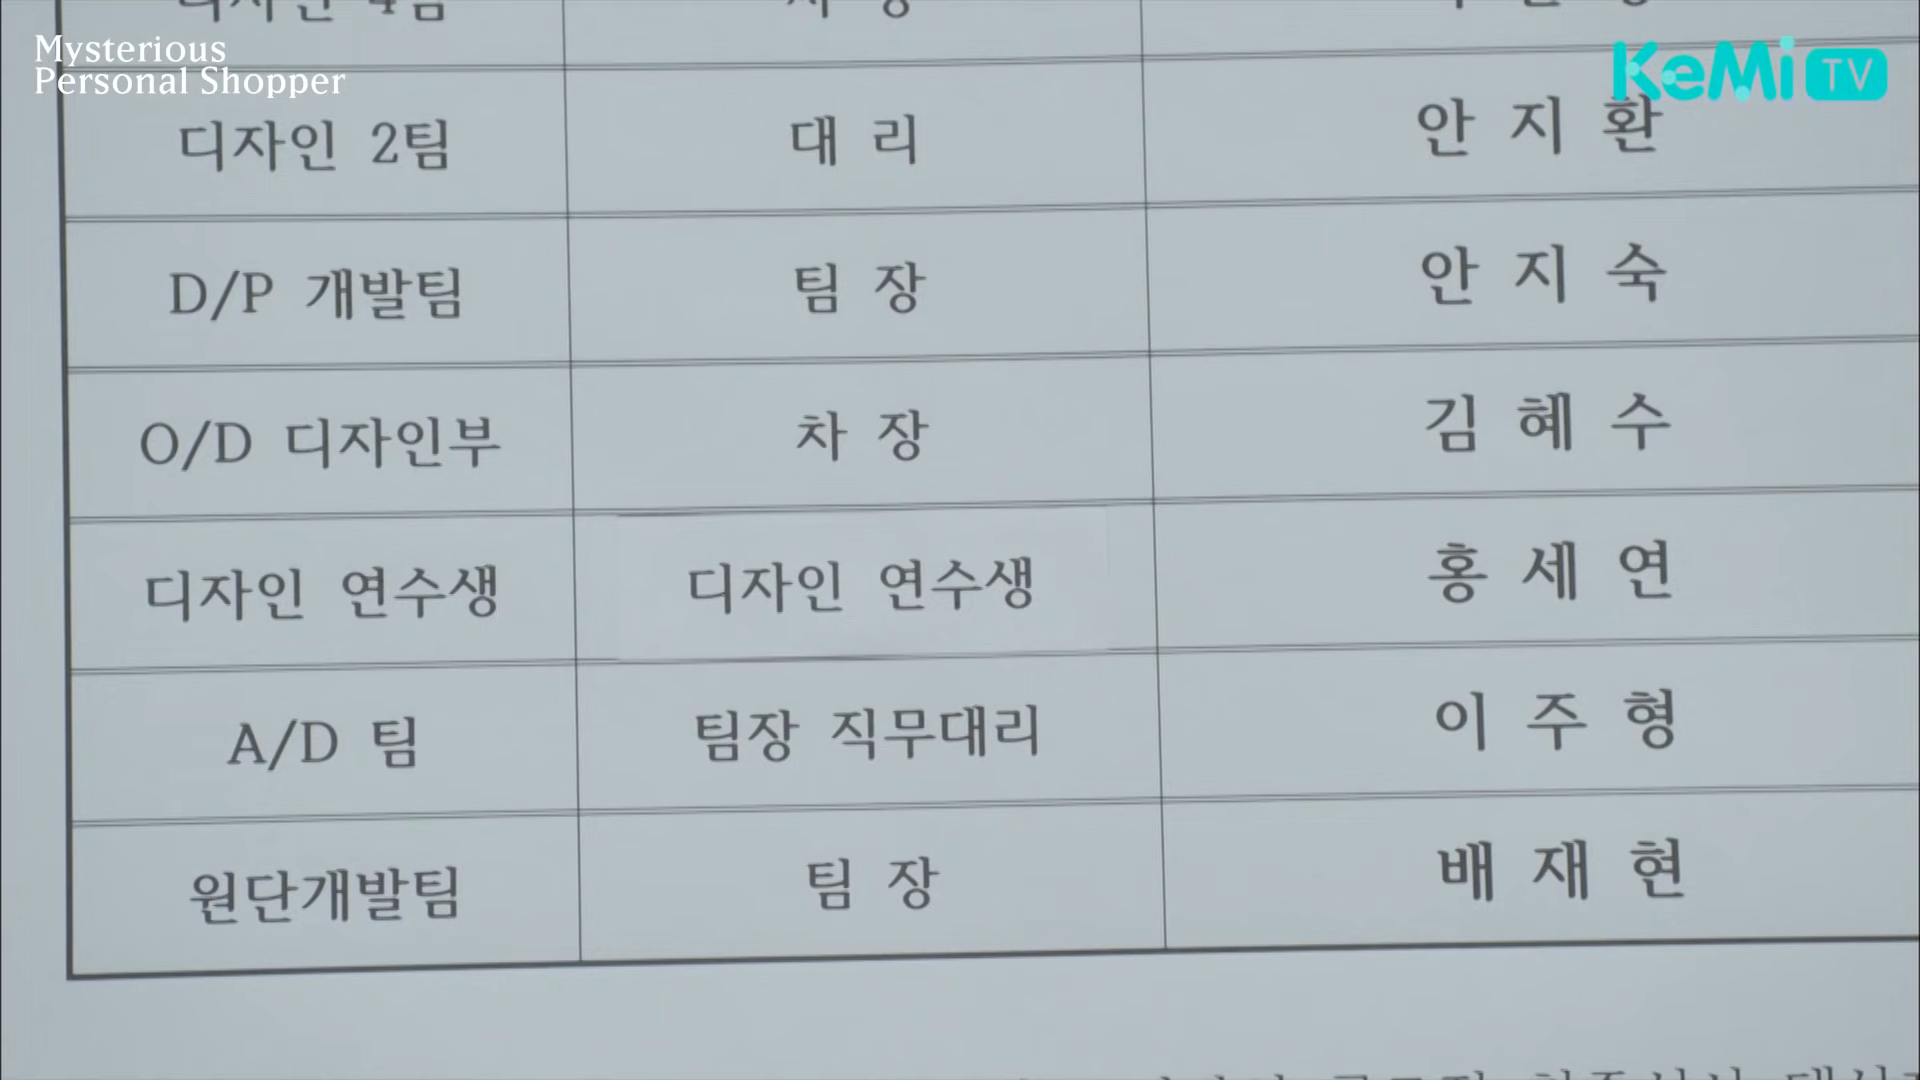 Mysterious
Personal Shopper
KeMi TV
디자인 2팀 대 리 안 지 환
D/P 개발팀 팀 장 안 지 숙
O/D 디자인부 차 장 김 혜 수
디자인 연수생 디자인 연수생 홍 세 연
A/D 팀 팀장 직무대리 이 주 형
원단개발팀 팀 장 배 재 현